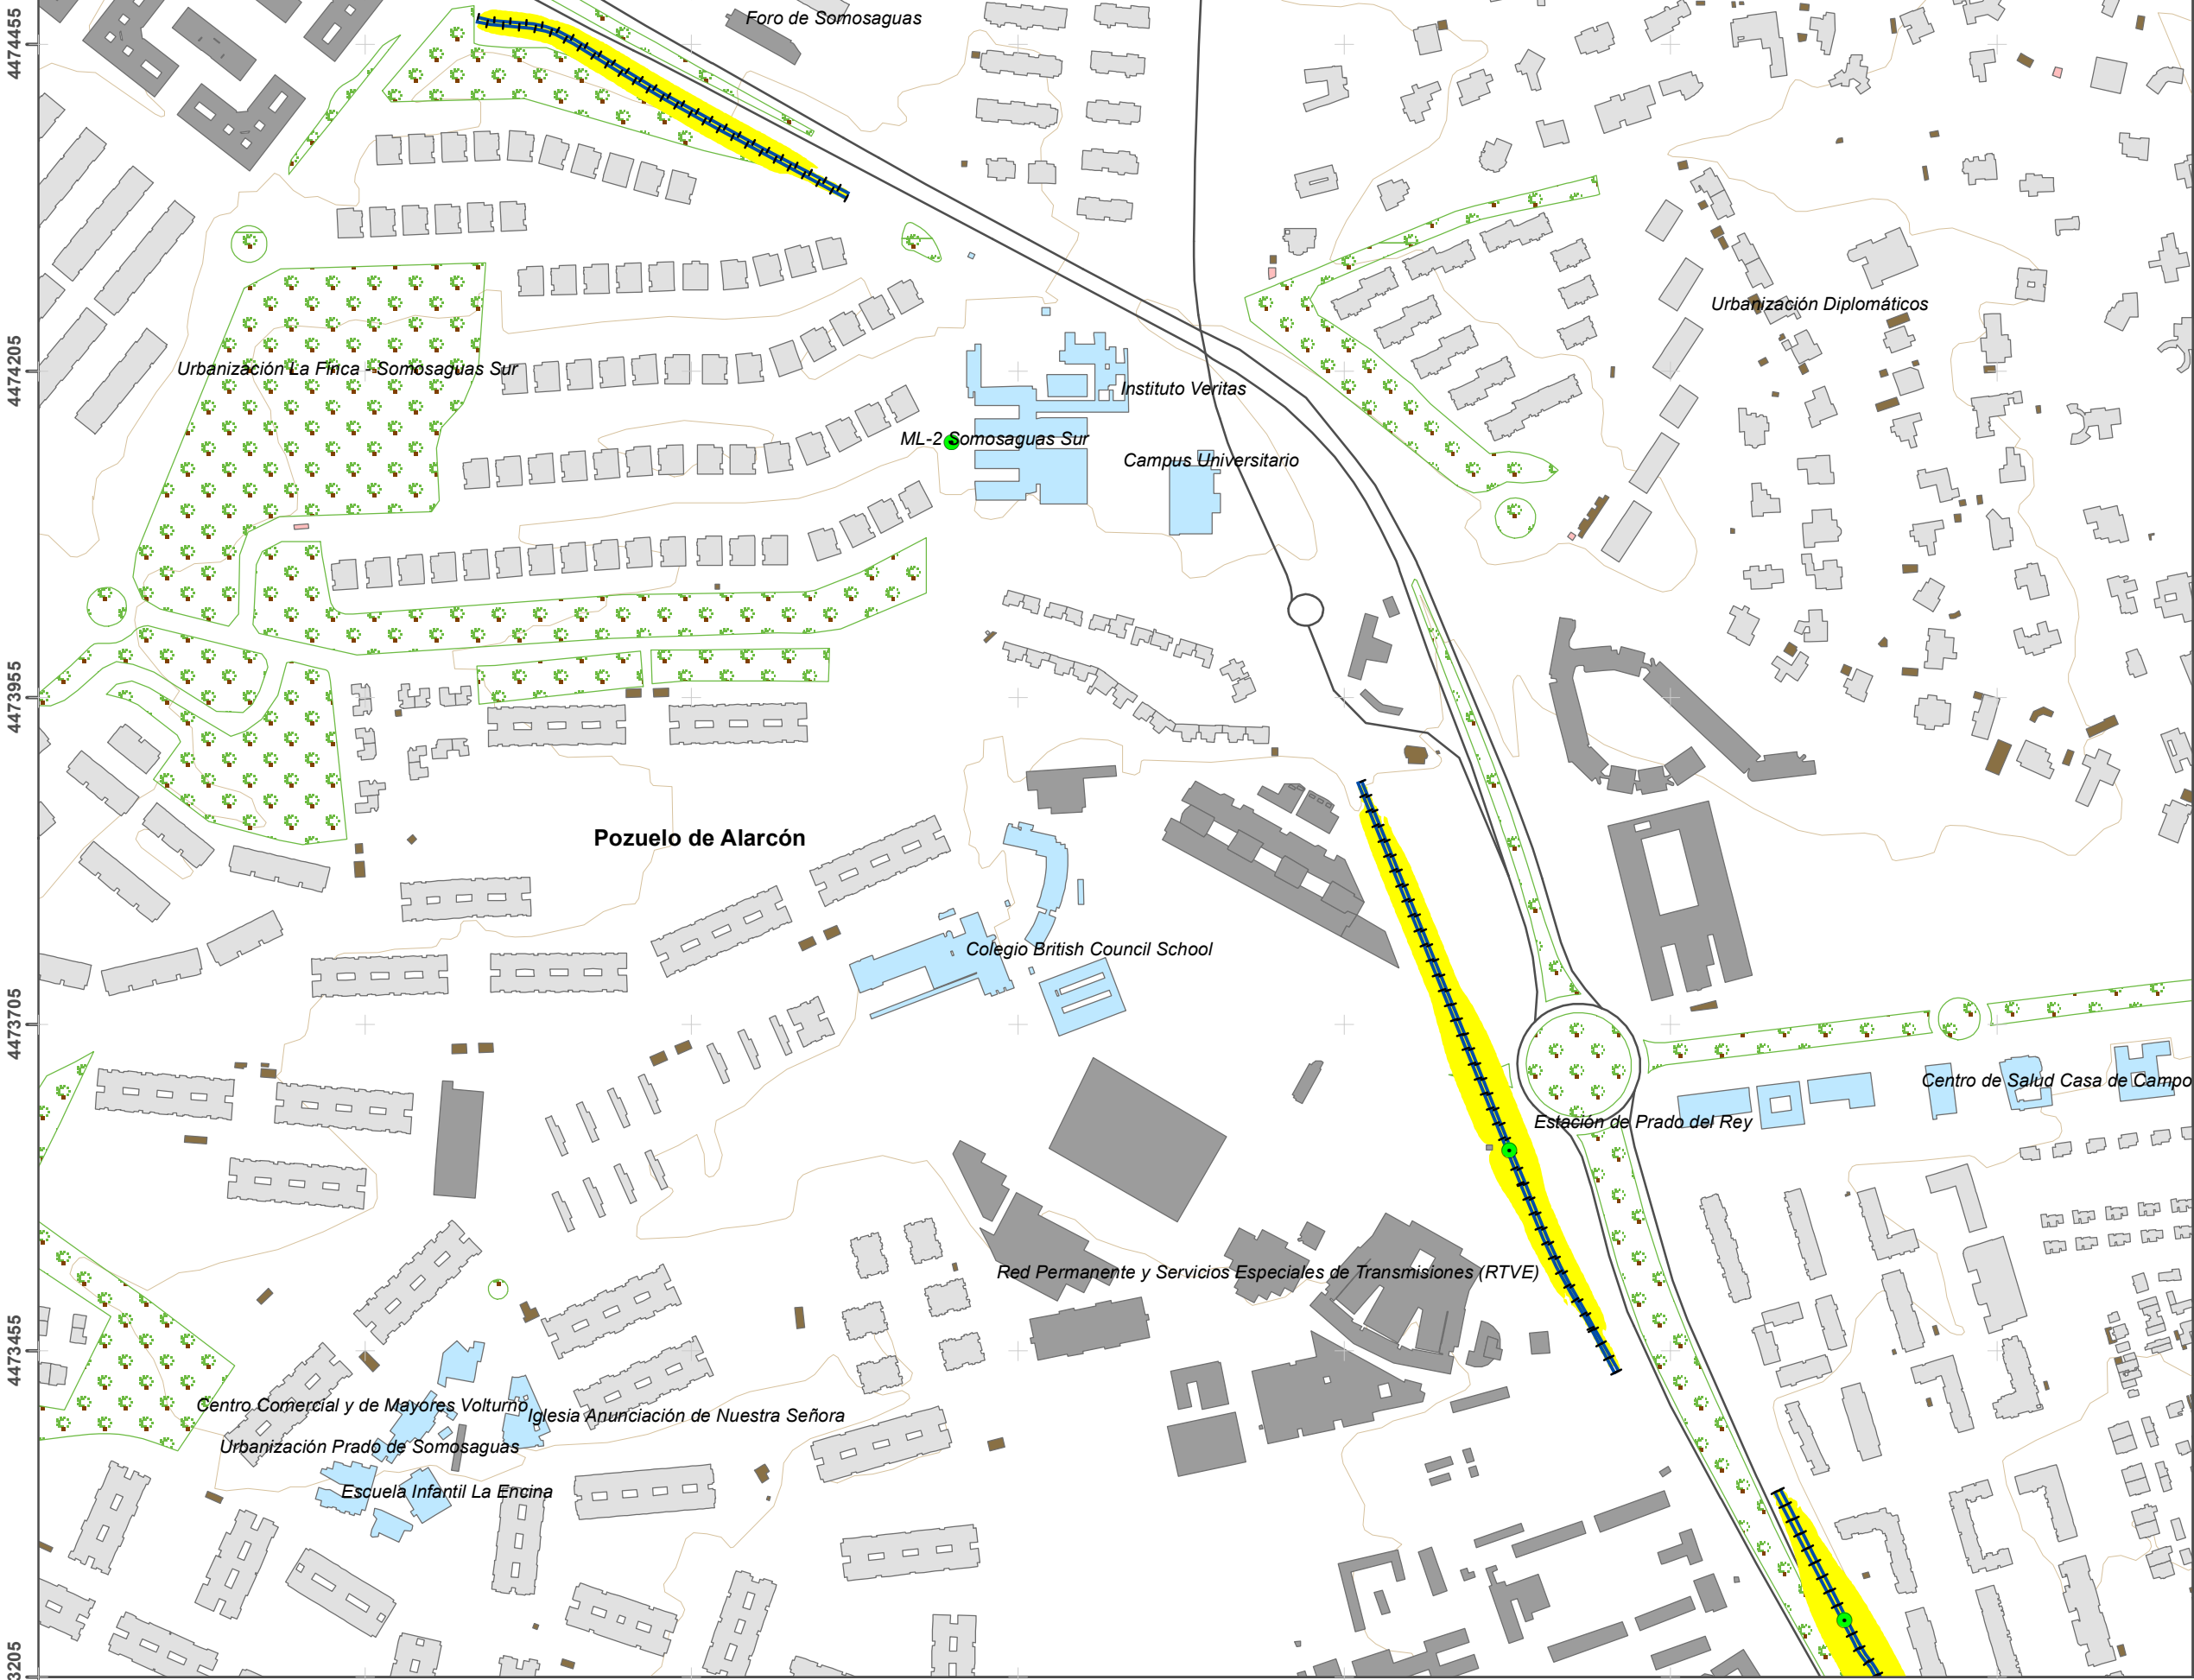 Foro de Somosaguas
4474455
Urbanización Diplomáticos
4474205
Urbanización La Finca - Somosaguas Sur
Instituto Veritas
ML-2 Somosaguas Sur
Campus Universitario
4473955
Pozuelo de Alarcón
Colegio British Council School
4473705
Centro de Salud Casa de Campo
Estación de Prado del Rey
Red Permanente y Servicios Especiales de Transmisiones (RTVE)
4473455
Centro Comercial y de Mayores Volturno
Iglesia Anunciación de Nuestra Señora
Urbanización Prado de Somosaguas
Escuela Infantil La Encina
3205